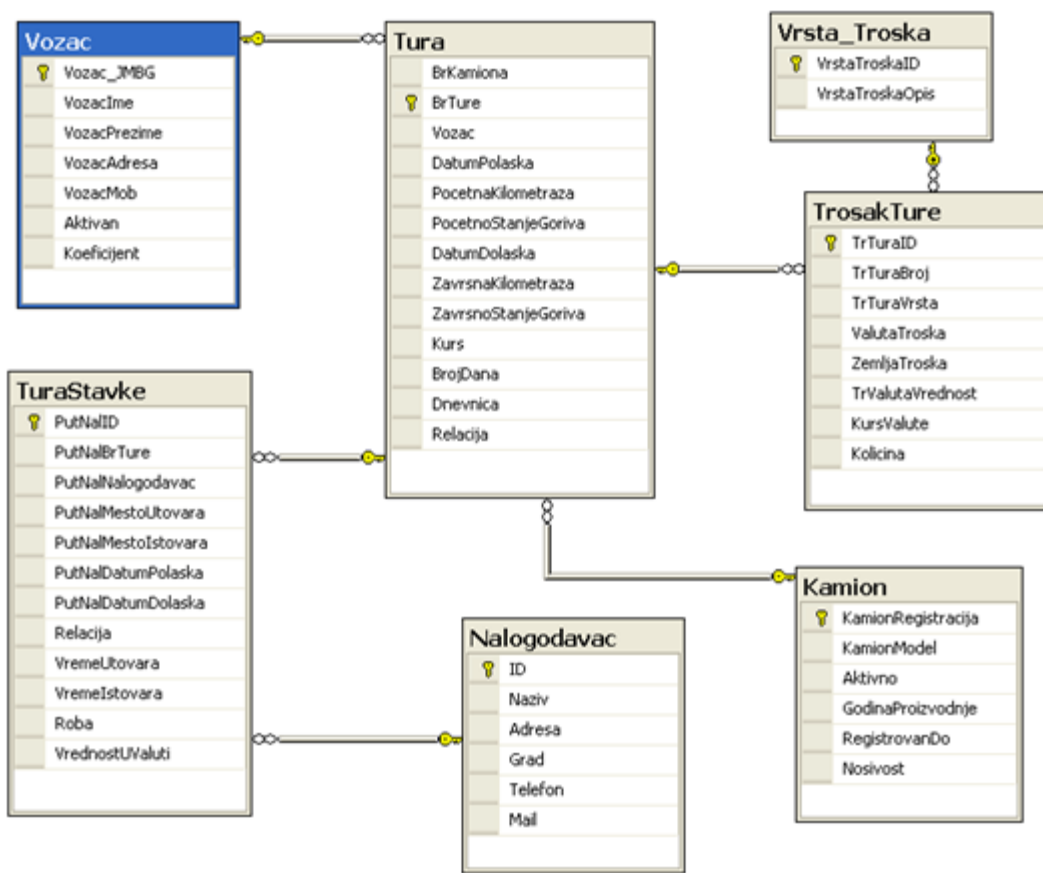 Vozac
Vozac_JMBG
VozacIme
VozacPrezime
VozacAdresa
VozacMob
Aktivan
Koeficijent
Tura
BrKamiona
BrTure
Vozac
DatumPolaska
PocetnaKilometraza
PocetnoStanjeGoriva
DatumDolaska
ZavrsnaKilometraza
ZavrsnoStanjeGoriva
Kurs
BrojDana
Dnevnica
Relacija
Vrsta_Troska
VrstaTroskaID
VrstaTroskaOpis
TrosakTure
TrTuraID
TrTuraBroj
TrTuraVrsta
ValutaTroska
ZemljaTroska
TrValutaVrednost
KursValute
Kolicina
TuraStavke
PutNalID
PutNalBrTure
PutNalNalogodavac
PutNalMestoUtovara
PutNalMestoIstovara
PutNalDatumPolaska
PutNalDatumDolaska
Relacija
VremeUtovara
VremeIstovara
Roba
VrednostUValuti
Nalogodavac
ID
Naziv
Adresa
Grad
Telefon
Mail
Kamion
KamionRegistracija
KamionModel
Aktivno
GodinaProizvodnje
RegistrovanDo
Nosivost